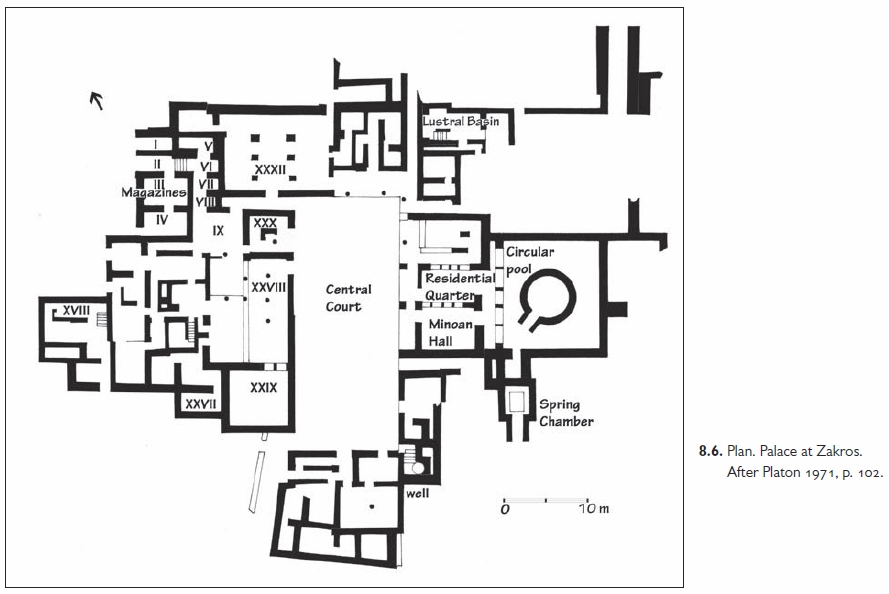 Lustral Basin
I
V
II
VI
XXXII
III
VII
Magazines
VIII
IV
IX
XXX
Circular
pool
XXVIII
Central
Court
Residential
Quarter
XVIII
Minoan
Hall
XXIX
XXVII
Spring
Chamber
8.6. Plan. Palace at Zakros.
After Platon 1971, p. 102.
well
0 10 m